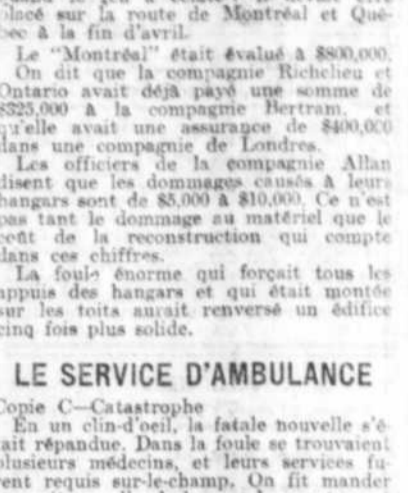 placé sur la route de Montréal et Qué-
bec à la fin d'avril.
Le "Montréal" était évalué à $800,000.
On dit que la compagnie Richelieu et
Ontario avait déjà payé une somme de
$325,000 à la compagnie Bertram, et
qu'elle avait une assurance de $400,000
dans une compagnie de Londres.
Les officiers de la compagnie Allan
disent que les dommages causés à leurs
hangars sont de $5,000 à $10,000. Ce n'est
pas tant le dommage au matériel que le
coût de la reconstruction qui compte
dans ces chiffres.
La foule énorme qui forçait tous les
appuis des hangars et qui était montée
sur les toits aurait renversé un édifice
cinq fois plus solide.
LE SERVICE D'AMBULANCE
Copie C—Catastrophe
En un clin-d'oeil, la fatale nouvelle s'é-
tait répandue. Dans la foule se trouvaient
plusieurs médecins, et leurs services fu-
rent requis sur-le-champ. On fit mander